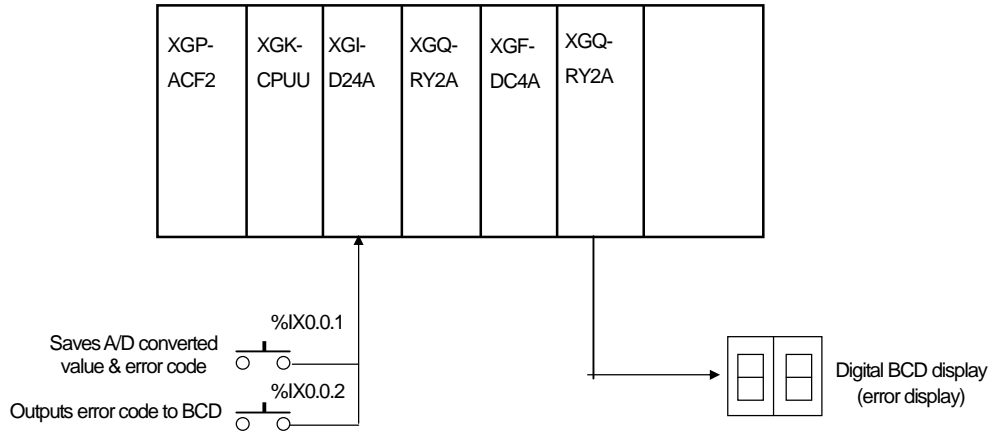 XGP-
ACF2
XGK-
CPUU
XGI-
D24A
XGQ-
RY2A
XGF-
DC4A
XGQ-
RY2A
%IX0.0.1
Saves A/D converted
value & error code
%IX0.0.2
Outputs error code to BCD
Digital BCD display
(error display)